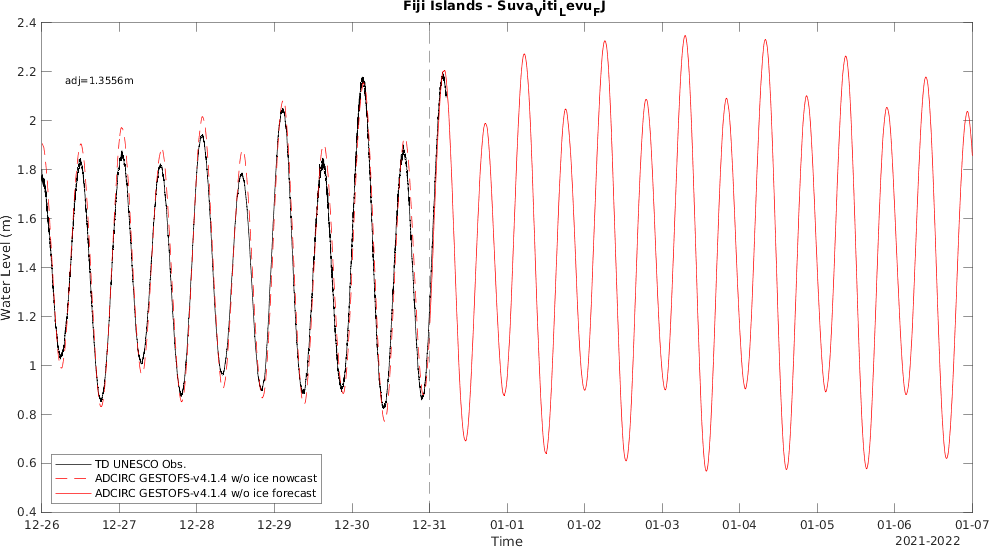 Fiji Islands - SuvaVitiLevuFJ
2.4
2.2
2
1.8
1.6
1.4
1.2
1
0.8
0.6
0.4
adj=1.3556m
Water Level (m)
TD UNESCO Obs.
ADCIRC GESTOFS-v4.1.4 w/o ice nowcast
ADCIRC GESTOFS-v4.1.4 w/o ice forecast
12-26 12-27 12-28 12-29 12-30 12-31 01-01 01-02 01-03 01-04 01-05 01-06 01-07
Time
2021-2022